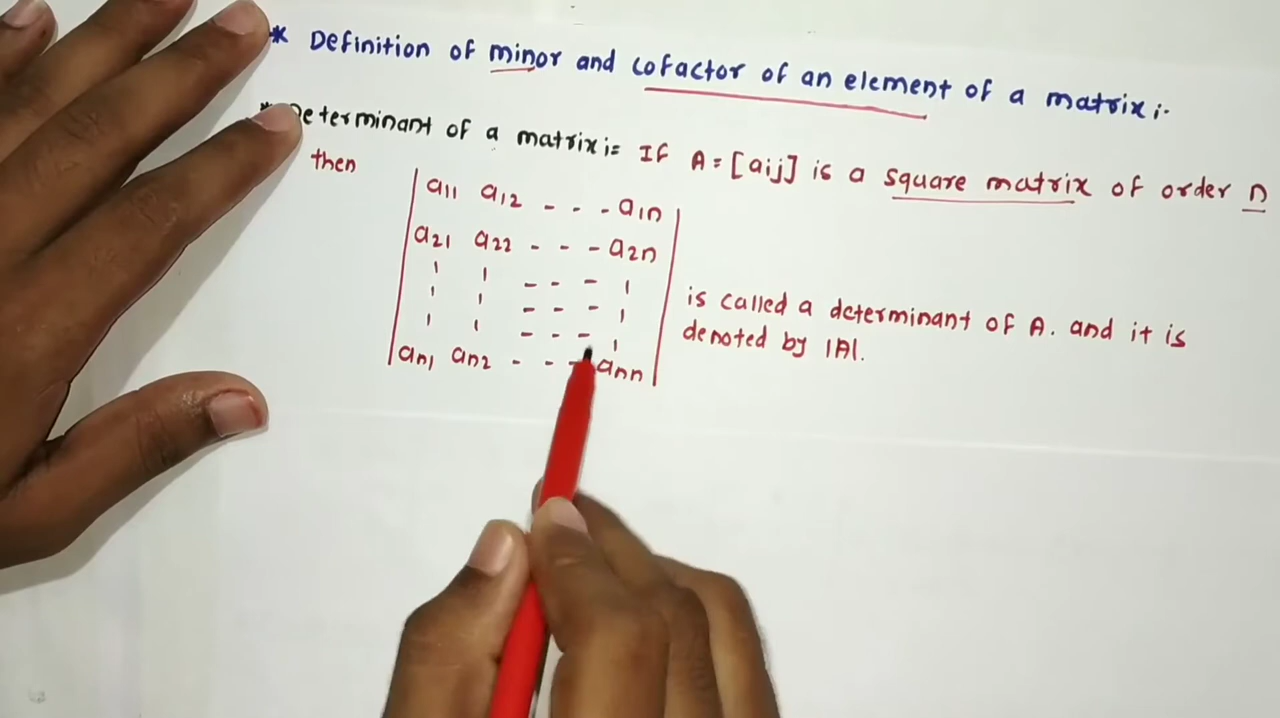 * Definition of minor and cofactor of an element of a matrix:-
* Determinant of a matrix:= If A = [aij] is a square matrix of order n
then
a11 a12 - - - a1n
a21 a22 - - - a2n
is called a determinant of A. and it is
denoted by |A|.
an1 an2 - - - ann